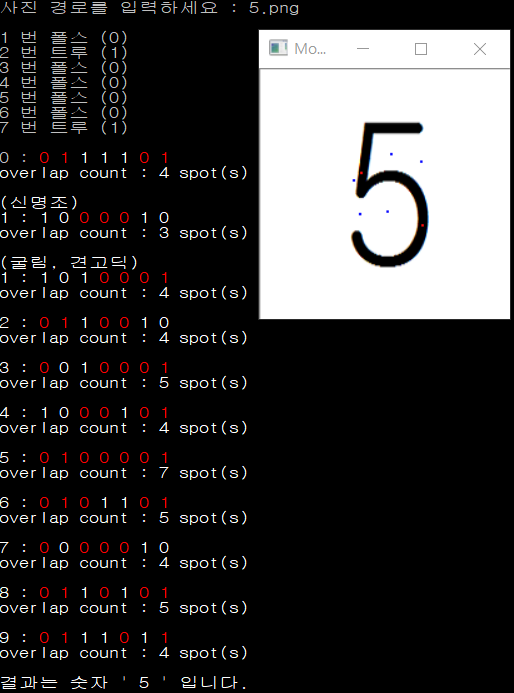 사진 경로를 입력하세요 : 5.png
1 번 폴스 (0)
2 번 트루 (1)
3 번 폴스 (0)
4 번 폴스 (0)
5 번 폴스 (0)
6 번 폴스 (0)
7 번 트루 (1)
0 : 0 1 1 1 1 0 1
overlap count : 4 spot(s)
(신명조)
1 : 1 0 0 0 0 1 0
overlap count : 3 spot(s)
(굴림, 견고딕)
1 : 1 0 1 0 0 0 1
overlap count : 4 spot(s)
2 : 0 1 1 0 0 1 0
overlap count : 4 spot(s)
3 : 0 0 1 0 0 0 1
overlap count : 5 spot(s)
4 : 1 0 0 0 1 0 1
overlap count : 4 spot(s)
5 : 0 1 0 0 0 0 1
overlap count : 7 spot(s)
6 : 0 1 0 1 1 0 1
overlap count : 5 spot(s)
7 : 0 0 0 0 0 1 0
overlap count : 4 spot(s)
8 : 0 1 1 0 1 0 1
overlap count : 5 spot(s)
9 : 0 1 1 1 0 1 1
overlap count : 4 spot(s)
결과는 숫자 ' 5 ' 입니다.
Mo...
5